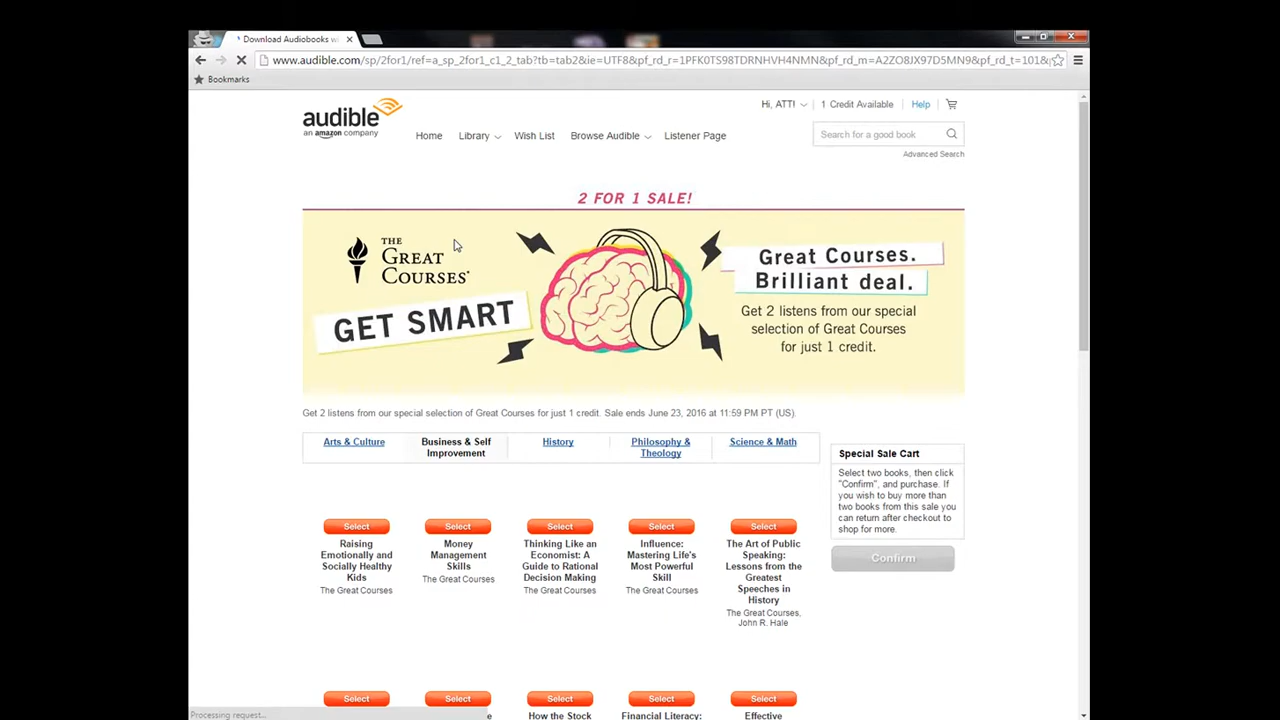 Download Audiobooks w
www.audible.com/sp/2for1/ref=a_sp_2for1_c1_2_tab?tb=tab2&ie=UTF8&pf_rd_r=1PFK0TS98TDRNHVH4NMN&pf_rd_m=A2ZO8JX97D5MN9&pf_rd_t=101&
Bookmarks
audible
an amazon company
Hi, ATT!
1 Credit Available
Help
Home
Library
Wish List
Browse Audible
Listener Page
Search for a good book
Advanced Search
2 FOR 1 SALE!
THE
GREAT
COURSES®
GET SMART
Great Courses.
Brilliant deal.
Get 2 listens from our special
selection of Great Courses
for just 1 credit.
Get 2 listens from our special selection of Great Courses for just 1 credit. Sale ends June 23, 2016 at 11:59 PM PT (US).
Arts & Culture
Business & Self
Improvement
History
Philosophy &
Theology
Science & Math
Special Sale Cart
Select two books, then click
"Confirm", and purchase. If
you wish to buy more than
two books from this sale you
can return after checkout to
shop for more.
Confirm
Select
Raising
Emotionally and
Socially Healthy
Kids
The Great Courses
Select
Money
Management
Skills
The Great Courses
Select
Thinking Like an
Economist: A
Guide to Rational
Decision Making
The Great Courses
Select
Influence:
Mastering Life's
Most Powerful
Skill
The Great Courses
Select
The Art of Public
Speaking:
Lessons from the
Greatest
Speeches in
History
The Great Courses,
John R. Hale
Select
Select
Select
How the Stock
Select
Financial Literacy:
Select
Effective
Processing request...